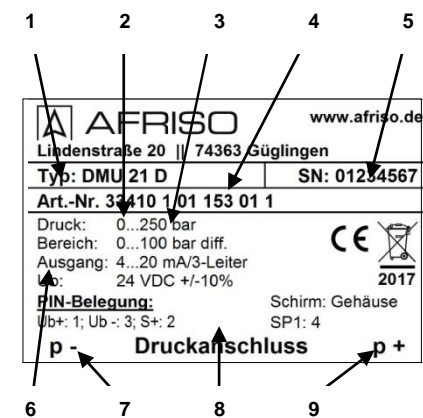 1 2 3 4 5
AFRISO www.afriso.de
Lindenstraße 20 || 74363 Güglingen
Typ: DMU 21 D SN: 01234567
Art.-Nr. 33410 1 01 153 01 1
Druck: 0...250 bar
Bereich: 0...100 bar diff.
Ausgang: 4...20 mA/3-Leiter
Ub: 24 VDC +/-10%
CE
2017
PIN-Belegung: Schirm: Gehäuse
Ub+: 1; Ub -: 3; S+: 2 SP1: 4
p - Druckanschluss p +
6 7 8 9